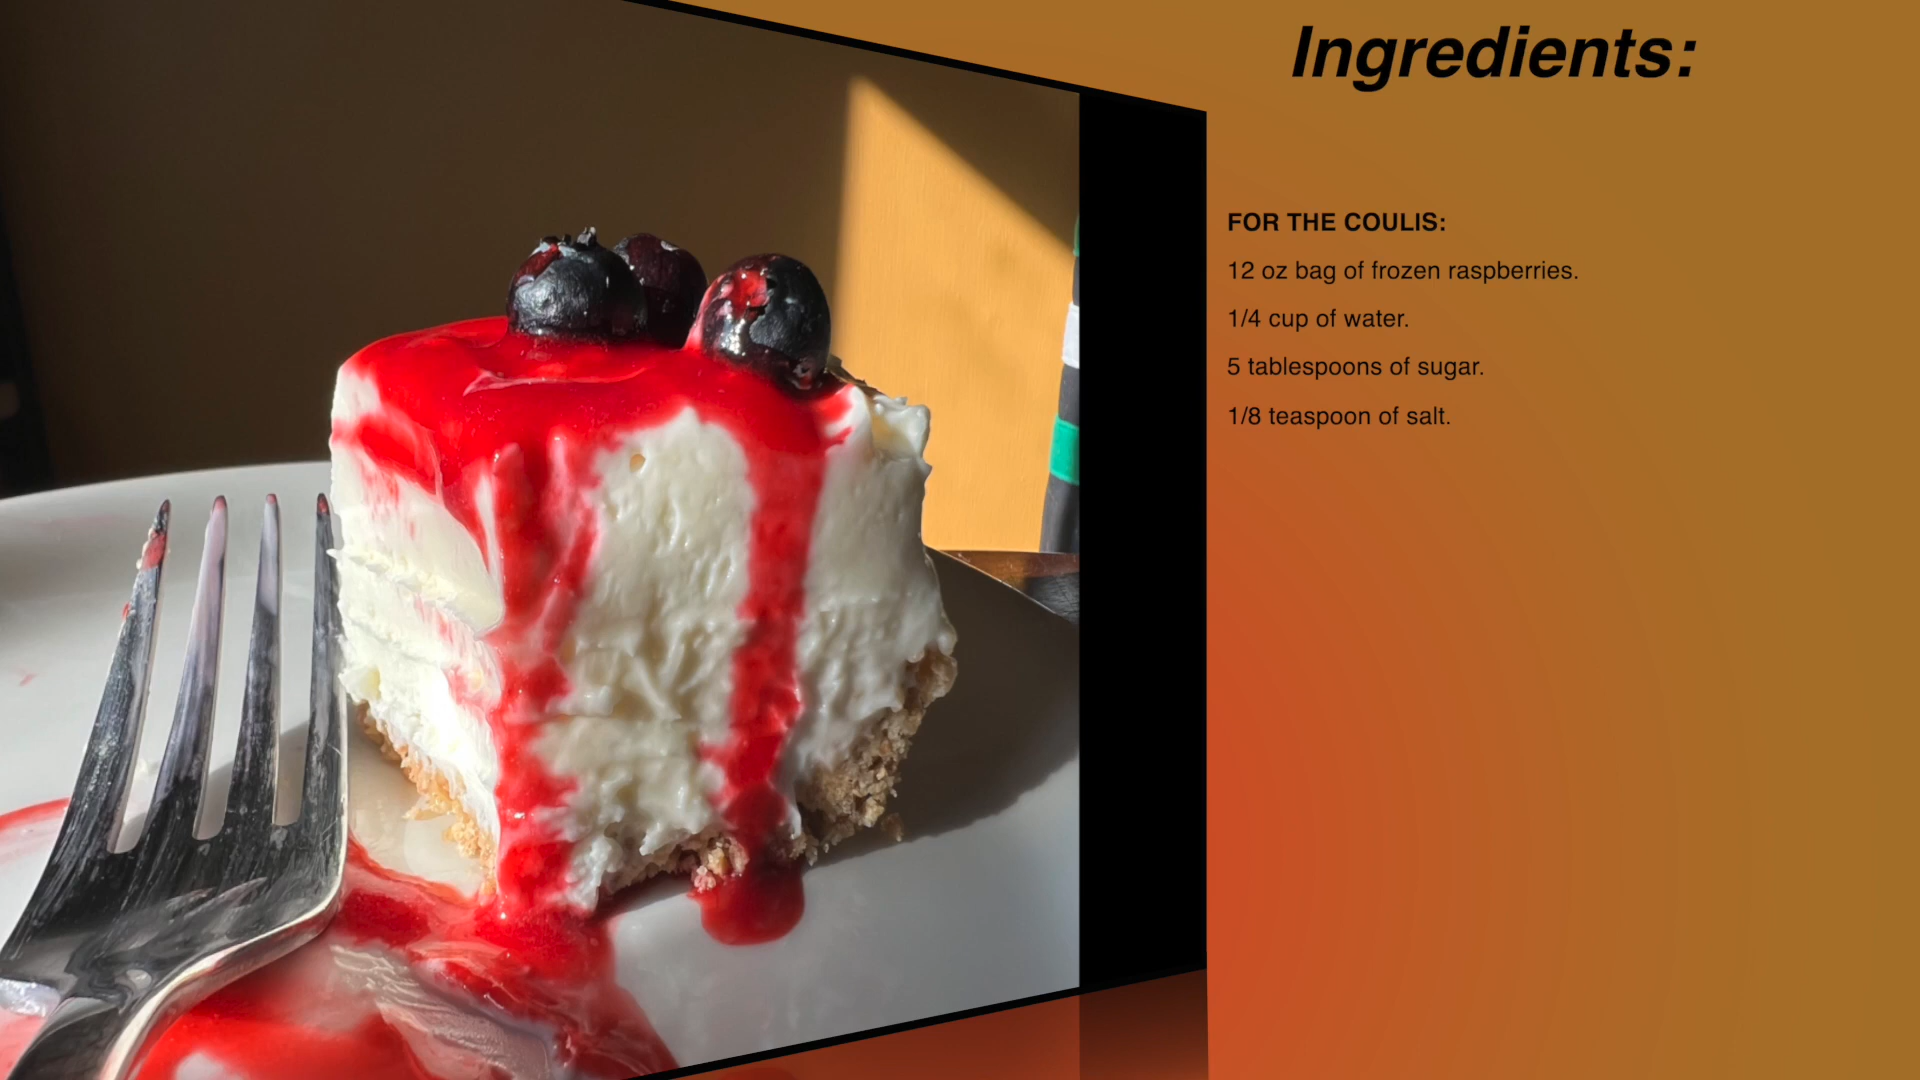 Ingredients:
FOR THE COULIS:
12 oz bag of frozen raspberries.
1/4 cup of water.
5 tablespoons of sugar.
1/8 teaspoon of salt.